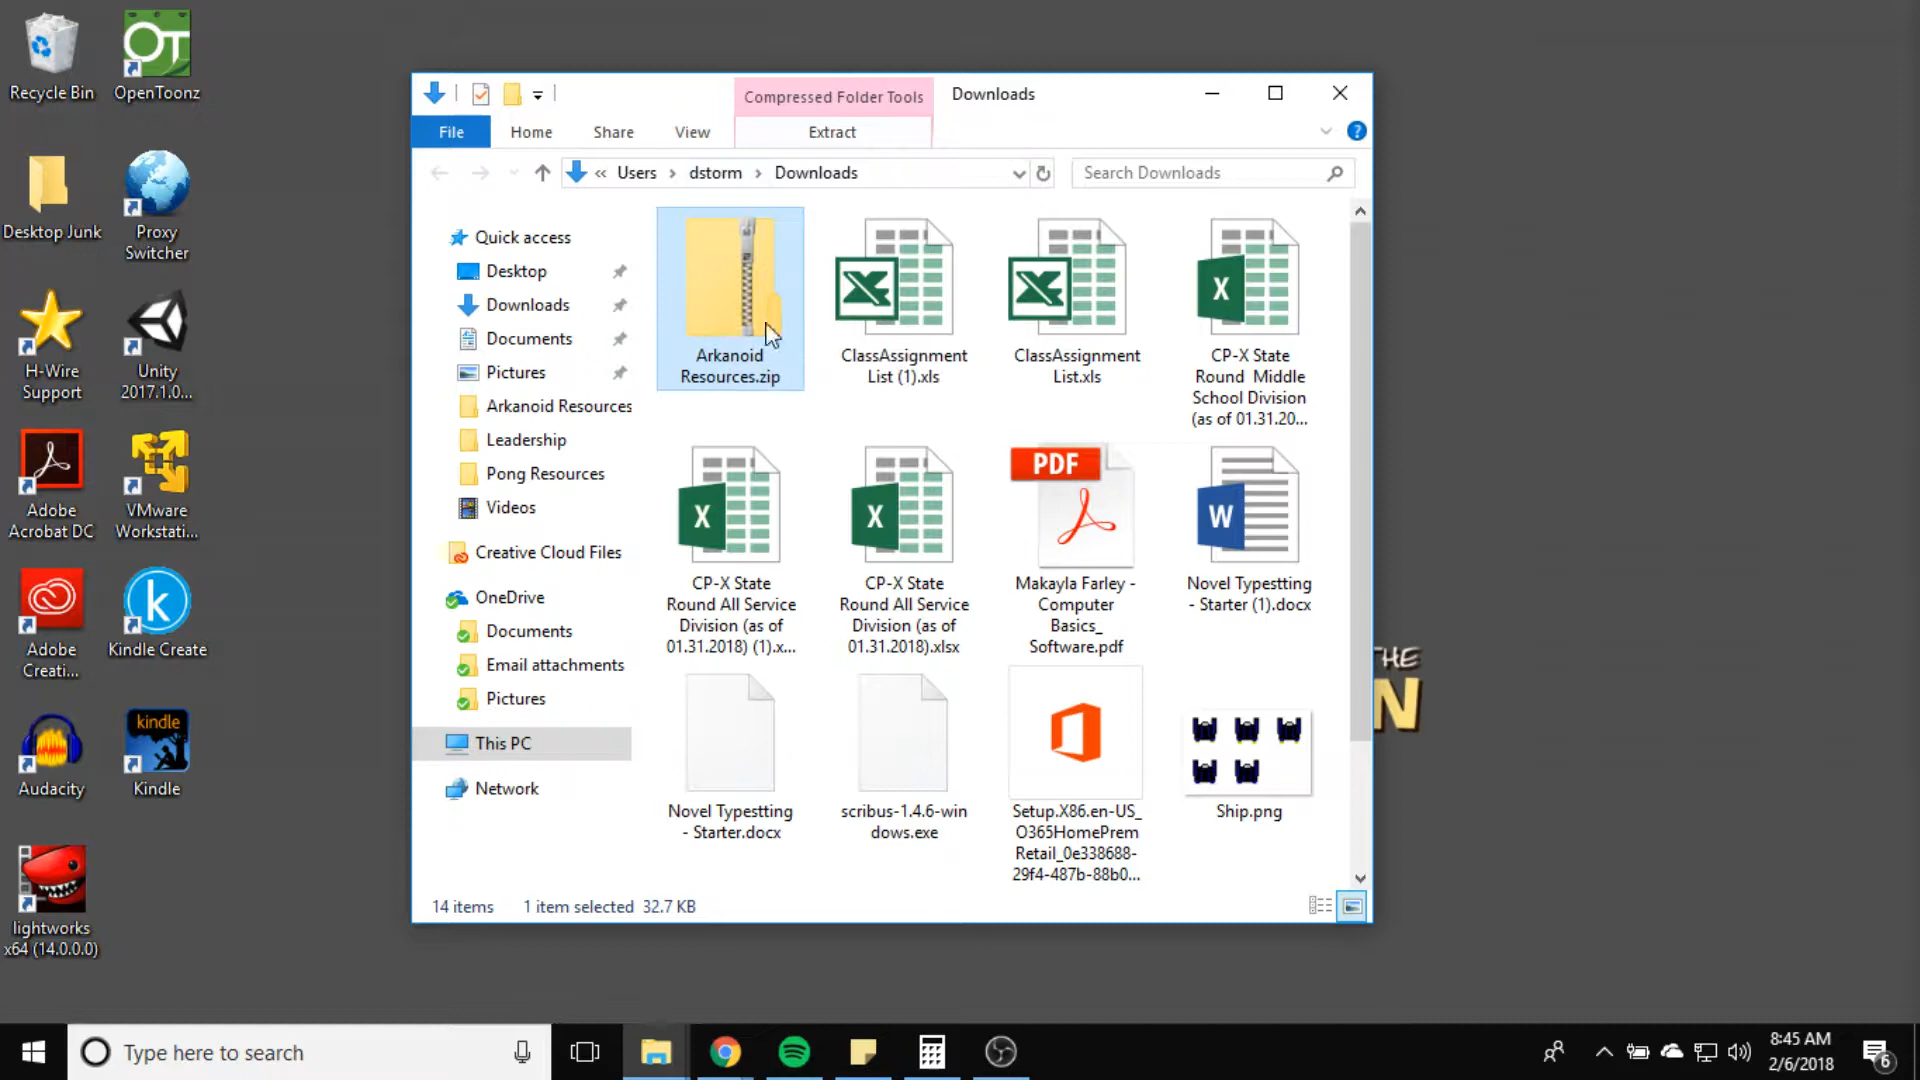 Recycle Bin
OpenToonz
Desktop Junk
Proxy
Switcher
H-Wire
Support
Unity
2017.1.0...
Adobe
Acrobat DC
VMware
Workstati...
Adobe
Creati...
Kindle Create
Audacity
kindle
Kindle
lightworks
x64 (14.0.0.0)
Compressed Folder Tools
Downloads
File
Home
Share
View
Extract
« Users > dstorm > Downloads
Search Downloads
Quick access
Desktop
Downloads
Documents
Pictures
Arkanoid Resources
Leadership
Pong Resources
Videos
Creative Cloud Files
OneDrive
Documents
Email attachments
Pictures
This PC
Network
Arkanoid
Resources.zip
ClassAssignment
List (1).xls
ClassAssignment
List.xls
CP-X State
Round Middle
School Division
(as of 01.31.20...
CP-X State
Round All Service
Division (as of
01.31.2018) (1).x...
CP-X State
Round All Service
Division (as of
01.31.2018).xlsx
PDF
Makayla Farley -
Computer
Basics_
Software.pdf
Novel Typestting
- Starter (1).docx
Novel Typestting
- Starter.docx
scribus-1.4.6-win
dows.exe
Setup.X86.en-US_
O365HomePrem
Retail_0e338688-
29f4-487b-88b0...
Ship.png
14 items
1 item selected 32.7 KB
THE
N
Type here to search
8:45 AM
2/6/2018
6